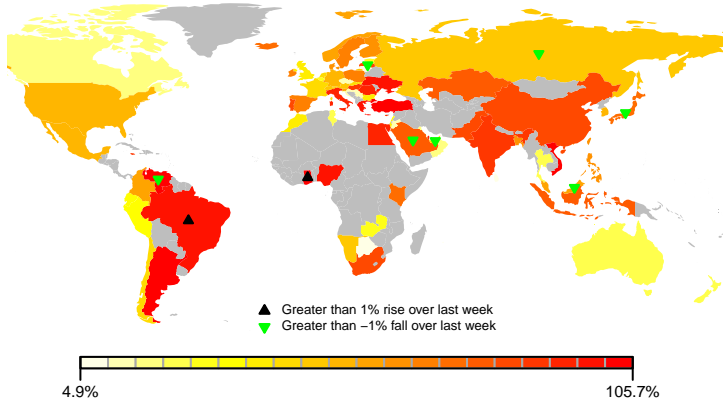 Greater than 1% rise over last week
Greater than −1% fall over last week
4.9%
105.7%